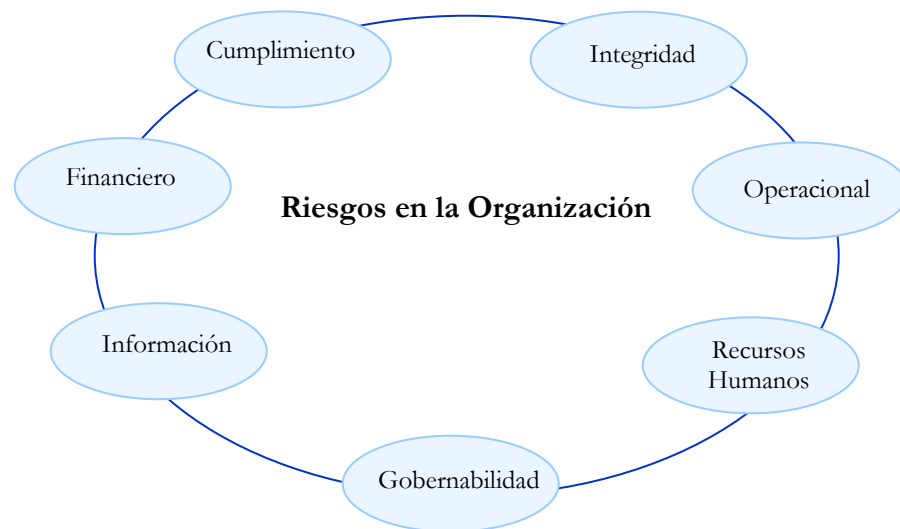 Cumplimiento
Integridad
Financiero
Operacional
Riesgos en la Organización
Información
Recursos
Humanos
Gobernabilidad